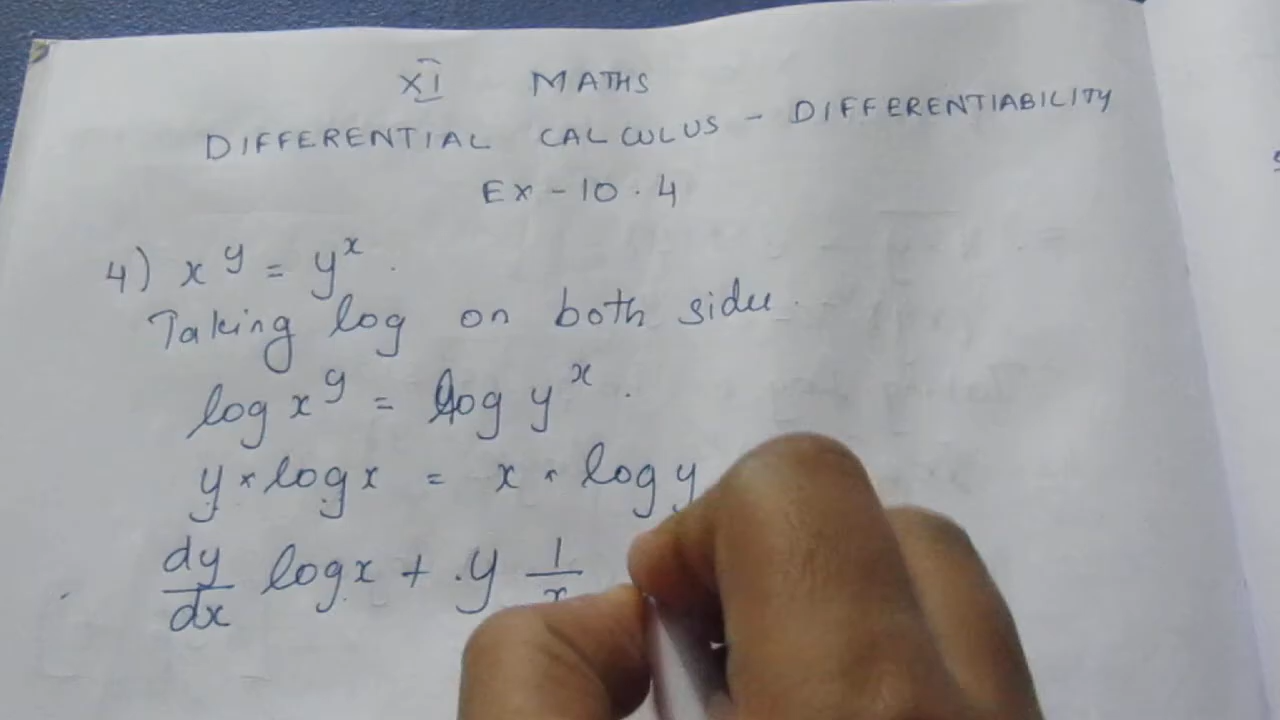 XI MATHS
DIFFERENTIAL CALCULUS - DIFFERENTIABILITY
Ex - 10.4
4) x^y = y^x.
Taking log on both side.
log x^y = log y^x.
y × log x = x × log y
dy/dx log x + y 1/x